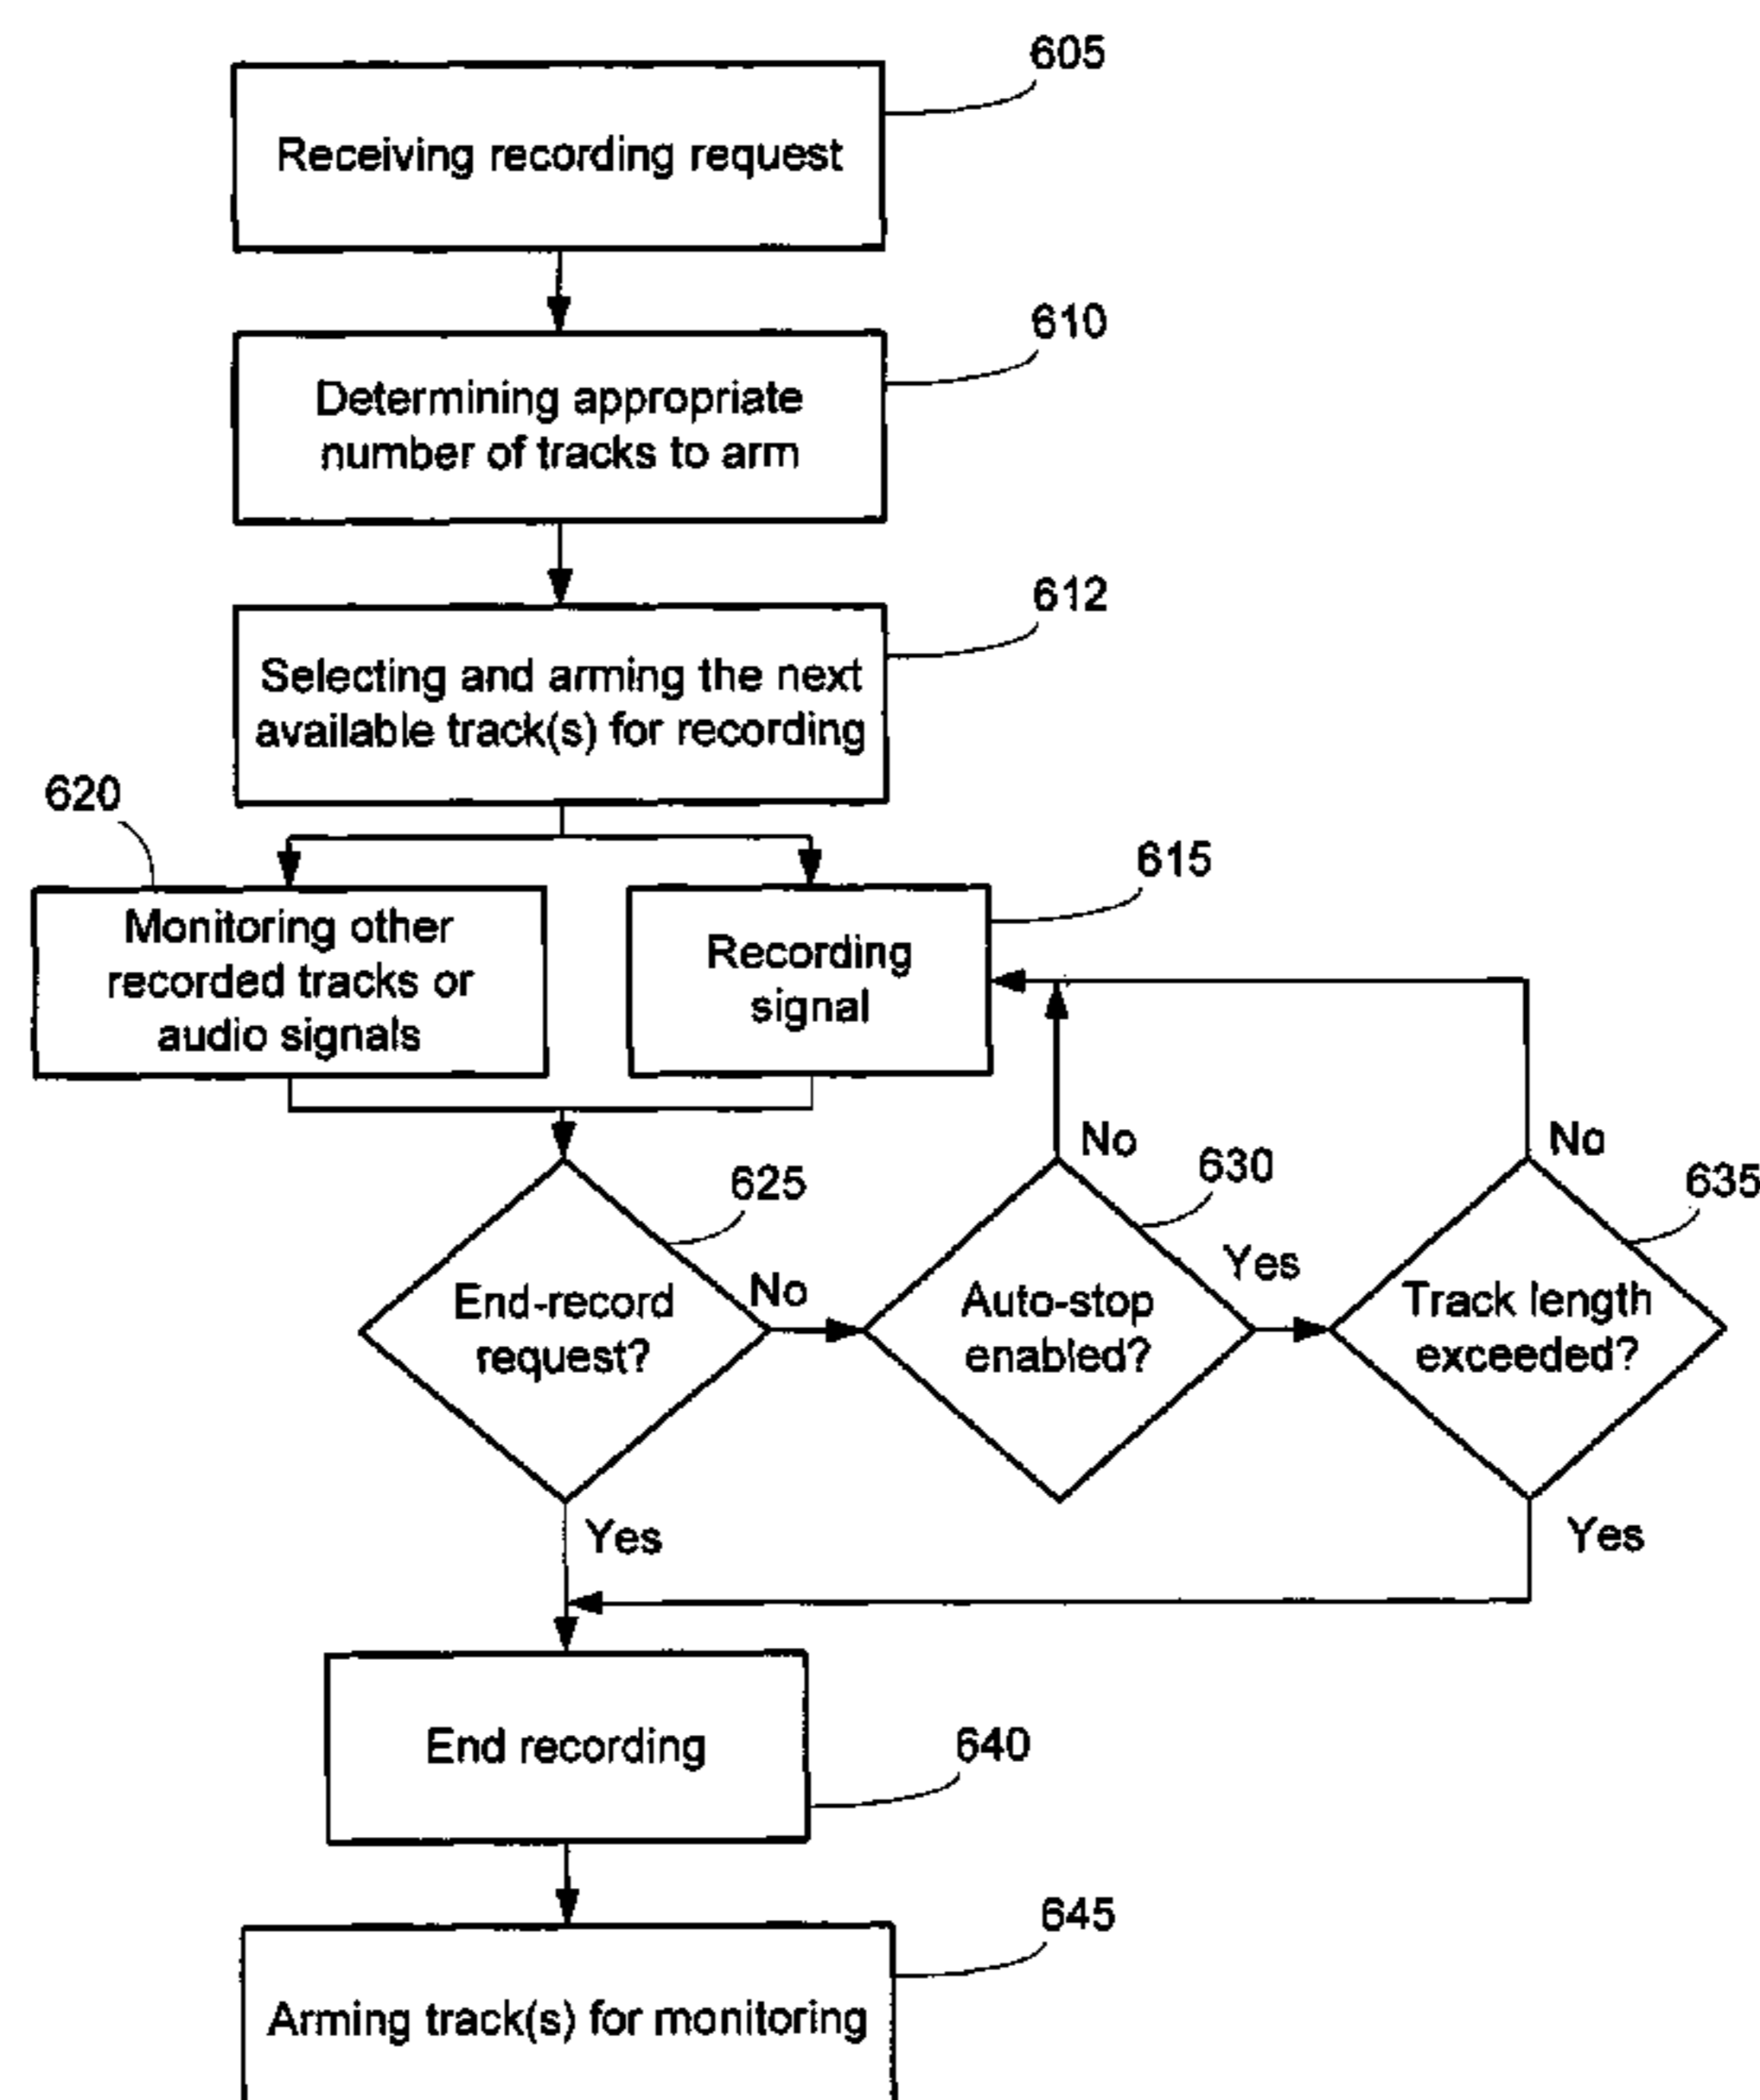 605
Receiving recording request
610
Determining appropriate
number of tracks to arm
612
Selecting and arming the next
available track(s) for recording
620
615
Monitoring other
recorded tracks or
audio signals
Recording
signal
No
No
625
630
635
End-record
request?
No
Auto-stop
enabled?
Yes
Track length
exceeded?
Yes
Yes
End recording
640
645
Arming track(s) for monitoring